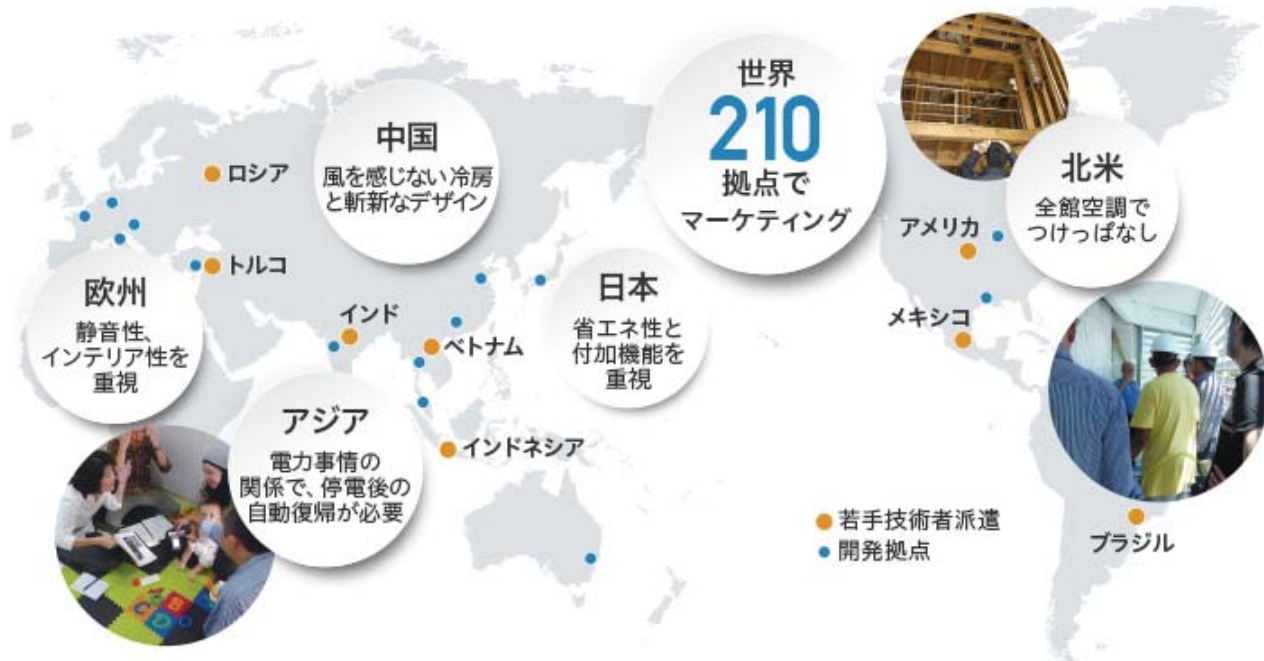 世界
210
拠点で
マーケティング
中国
風を感じない冷房
と斬新なデザイン
北米
全館空調で
つけっぱなし
ロシア
アメリカ
トルコ
欧州
静音性、
インテリア性を
重視
日本
省エネ性と
付加機能を
重視
インド
ベトナム
メキシコ
アジア
電力事情の
関係で、停電後の
自動復帰が必要
インドネシア
若手技術者派遣
開発拠点
ブラジル
A
B
C
D